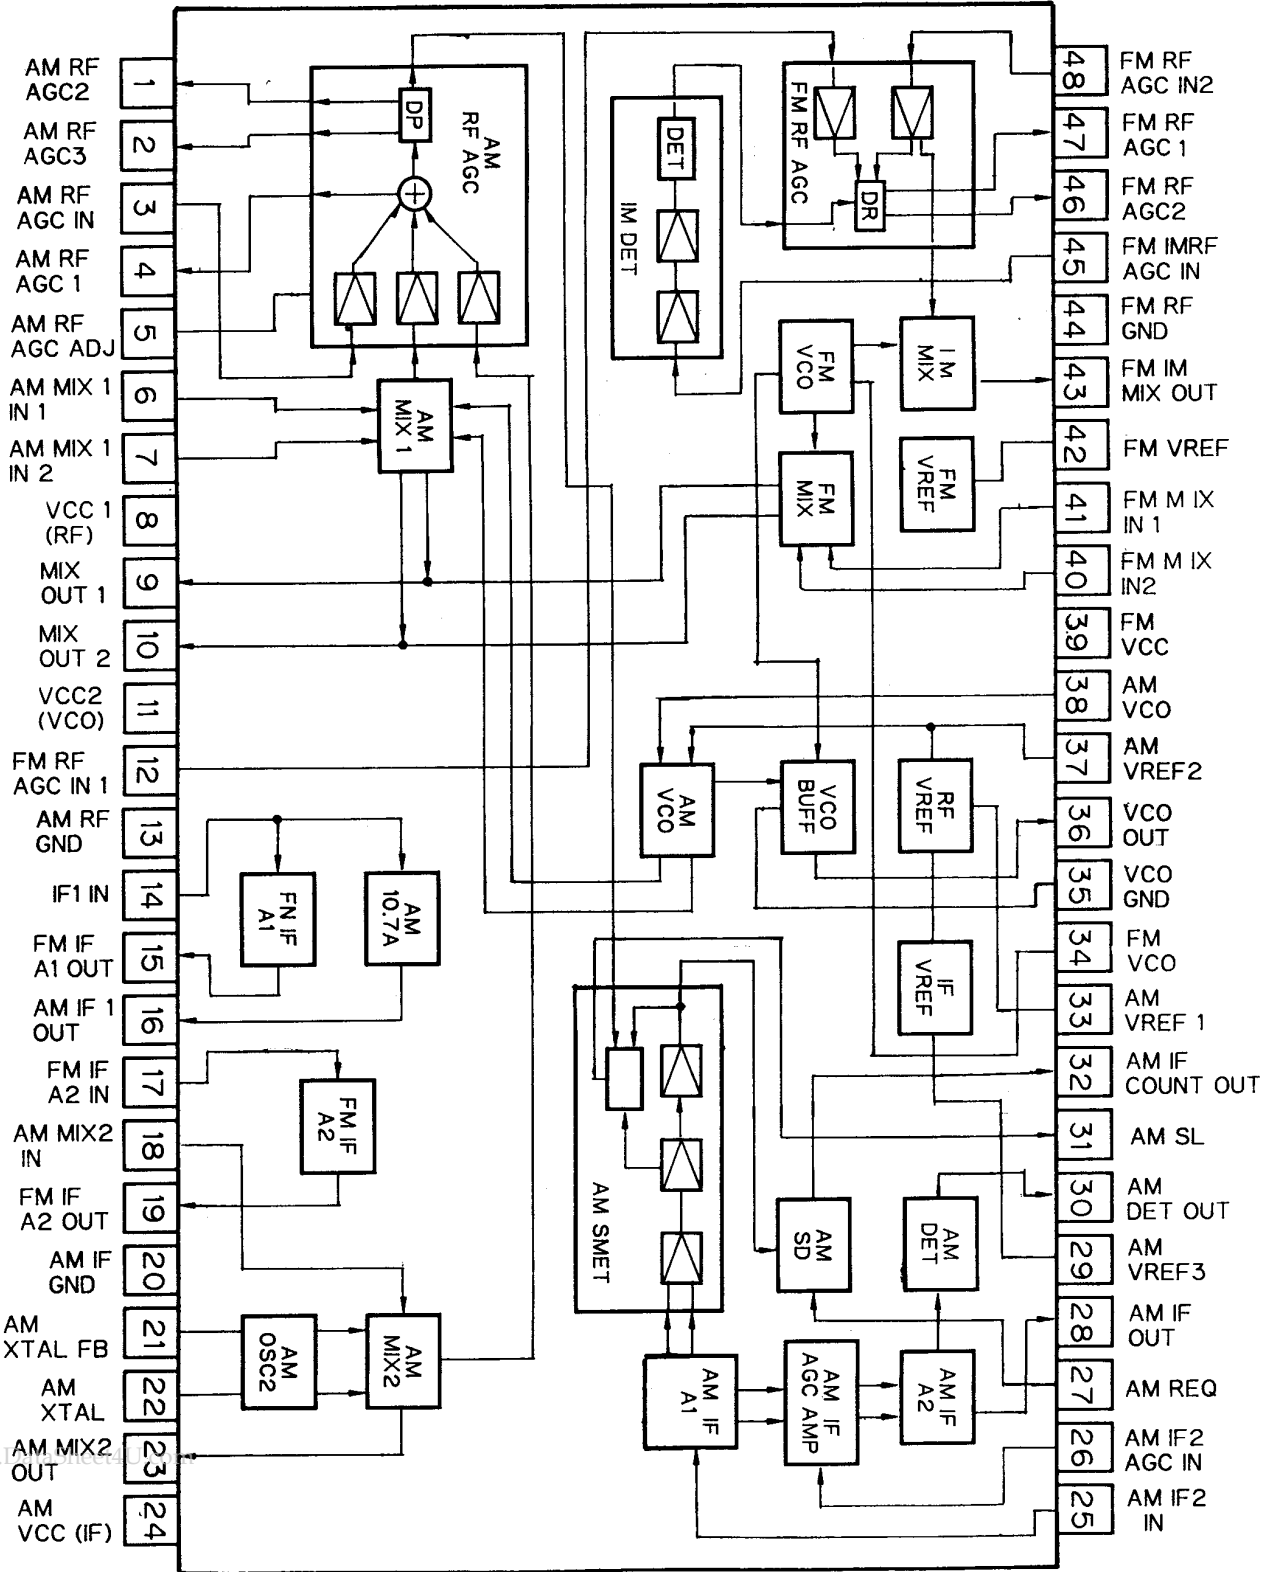 AM RF
AGC2
1
AM RF
AGC3
2
AM RF
AGC IN
3
AM RF
AGC 1
4
AM RF
AGC ADJ
5
AM MIX 1
IN 1
6
AM MIX 1
IN 2
7
VCC 1
(RF)
8
MIX
OUT 1
9
MIX
OUT 2
10
VCC2
(VCO)
11
FM RF
AGC IN 1
12
AM RF
GND
13
IF1 IN
14
FM IF
A1 OUT
15
AM IF 1
OUT
16
FM IF
A2 IN
17
AM MIX2
IN
18
FM IF
A2 OUT
19
AM IF
GND
20
AM
XTAL FB
21
AM
XTAL
22
AM MIX2
OUT
23
AM
VCC (IF)
24
DP
AM
RF AGC
AM
MIX 1
FN IF
A1
AM
10.7A
FM IF
A2
AM
OSC2
AM
MIX2
DET
IM DET
FM RF AGC
DR
FM
VCO
I M
MIX
FM
MIX
FM
VREF
AM
VCO
VCO
BUFF
RF
VREF
IF
VREF
AM SMET
AM
SD
AM
DET
AM IF
A1
AM IF
AGC AMP
AM IF
A2
48
FM RF
AGC IN2
47
FM RF
AGC 1
46
FM RF
AGC2
45
FM IMRF
AGC IN
44
FM RF
GND
43
FM IM
MIX OUT
42
FM VREF
41
FM M IX
IN 1
40
FM M IX
IN2
39
FM
VCC
38
AM
VCO
37
AM
VREF2
36
VCO
OUT
35
VCO
GND
34
FM
VCO
33
AM
VREF 1
32
AM IF
COUNT OUT
31
AM SL
30
AM
DET OUT
29
AM
VREF3
28
AM IF
OUT
27
AM REQ
26
AM IF2
AGC IN
25
AM IF2
IN